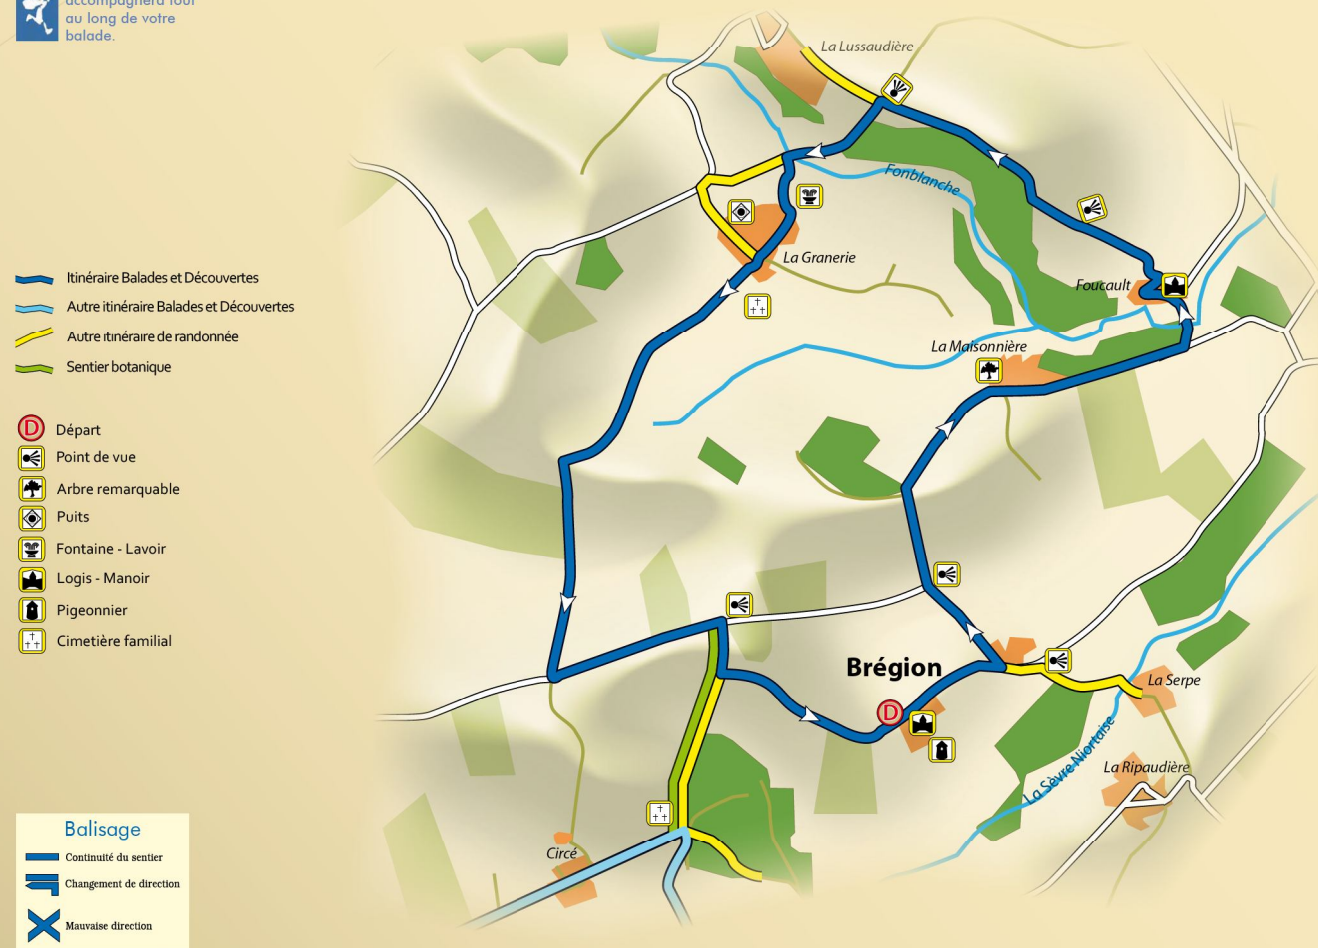 accompagnera tout
au long de votre
balade.
Itinéraire Balades et Découvertes
Autre itinéraire Balades et Découvertes
Autre itinéraire de randonnée
Sentier botanique
D Départ
Point de vue
Arbre remarquable
Puits
Fontaine - Lavoir
Logis - Manoir
Pigeonnier
Cimetière familial
Balisage
Continuité du sentier
Changement de direction
Mauvaise direction
La Lussaudière
Fonblanche
La Granerie
Foucault
La Maisonnière
Brégion
D
La Serpe
La Sèvre Niortaise
La Ripaudière
Circé